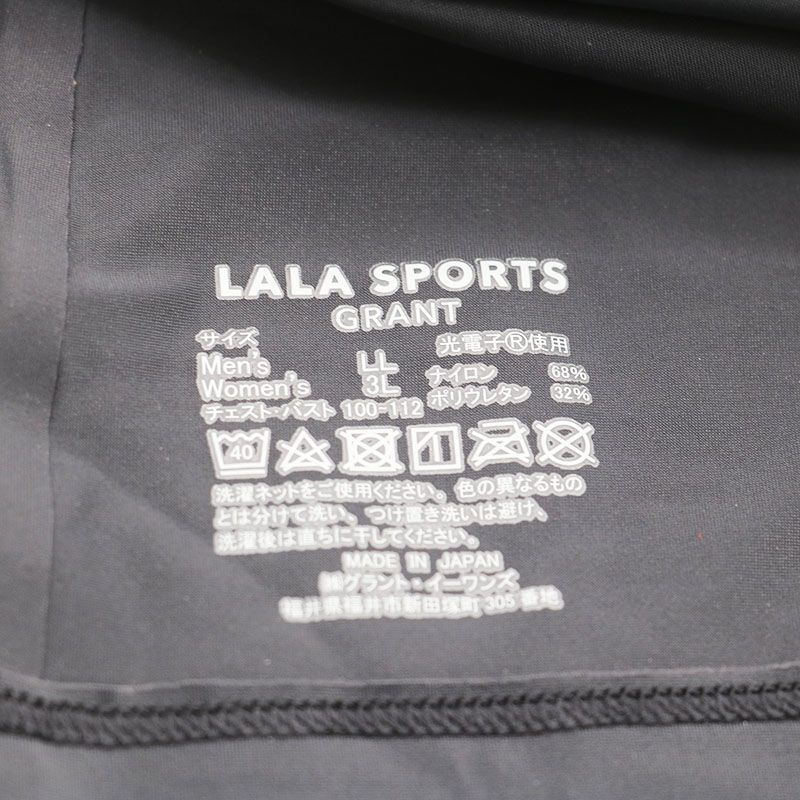 LALA SPORTS
GRANT
サイズ
Men's LL
Women's 3L
チェスト・バスト 100-112
光電子®使用
ナイロン 68%
ポリウレタン 32%
40
洗濯ネットをご使用ください。色の異なるもの
とは分けて洗い、つけ置き洗いは避け、
洗濯後は直ちに干してください。
MADE IN JAPAN
㈱グラント・イーワンズ
福井県福井市新田塚町 305 番地